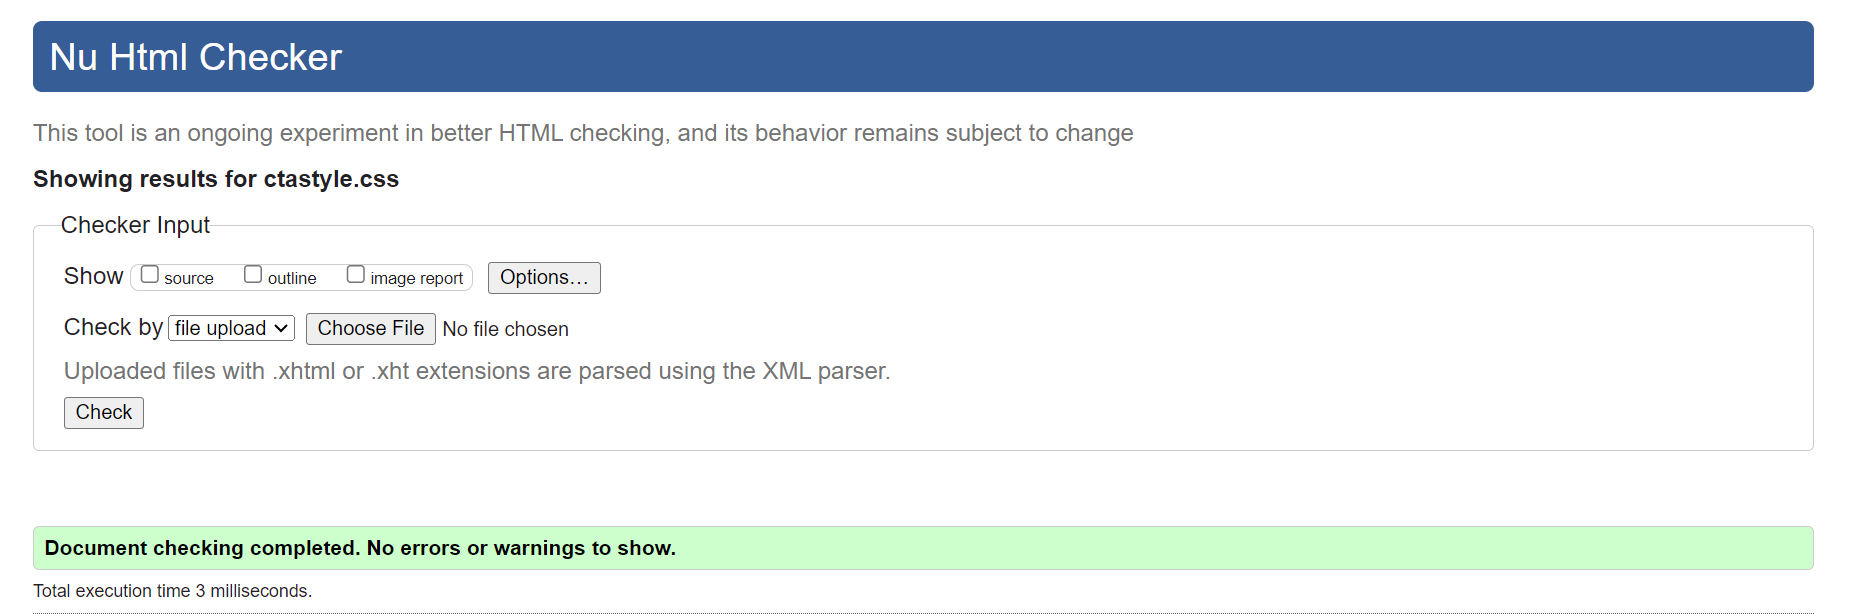 Nu Html Checker
This tool is an ongoing experiment in better HTML checking, and its behavior remains subject to change
Showing results for ctastyle.css
Checker Input
Show source outline image report Options...
Check by file upload Choose File No file chosen
Uploaded files with .xhtml or .xht extensions are parsed using the XML parser.
Check
Document checking completed. No errors or warnings to show.
Total execution time 3 milliseconds.